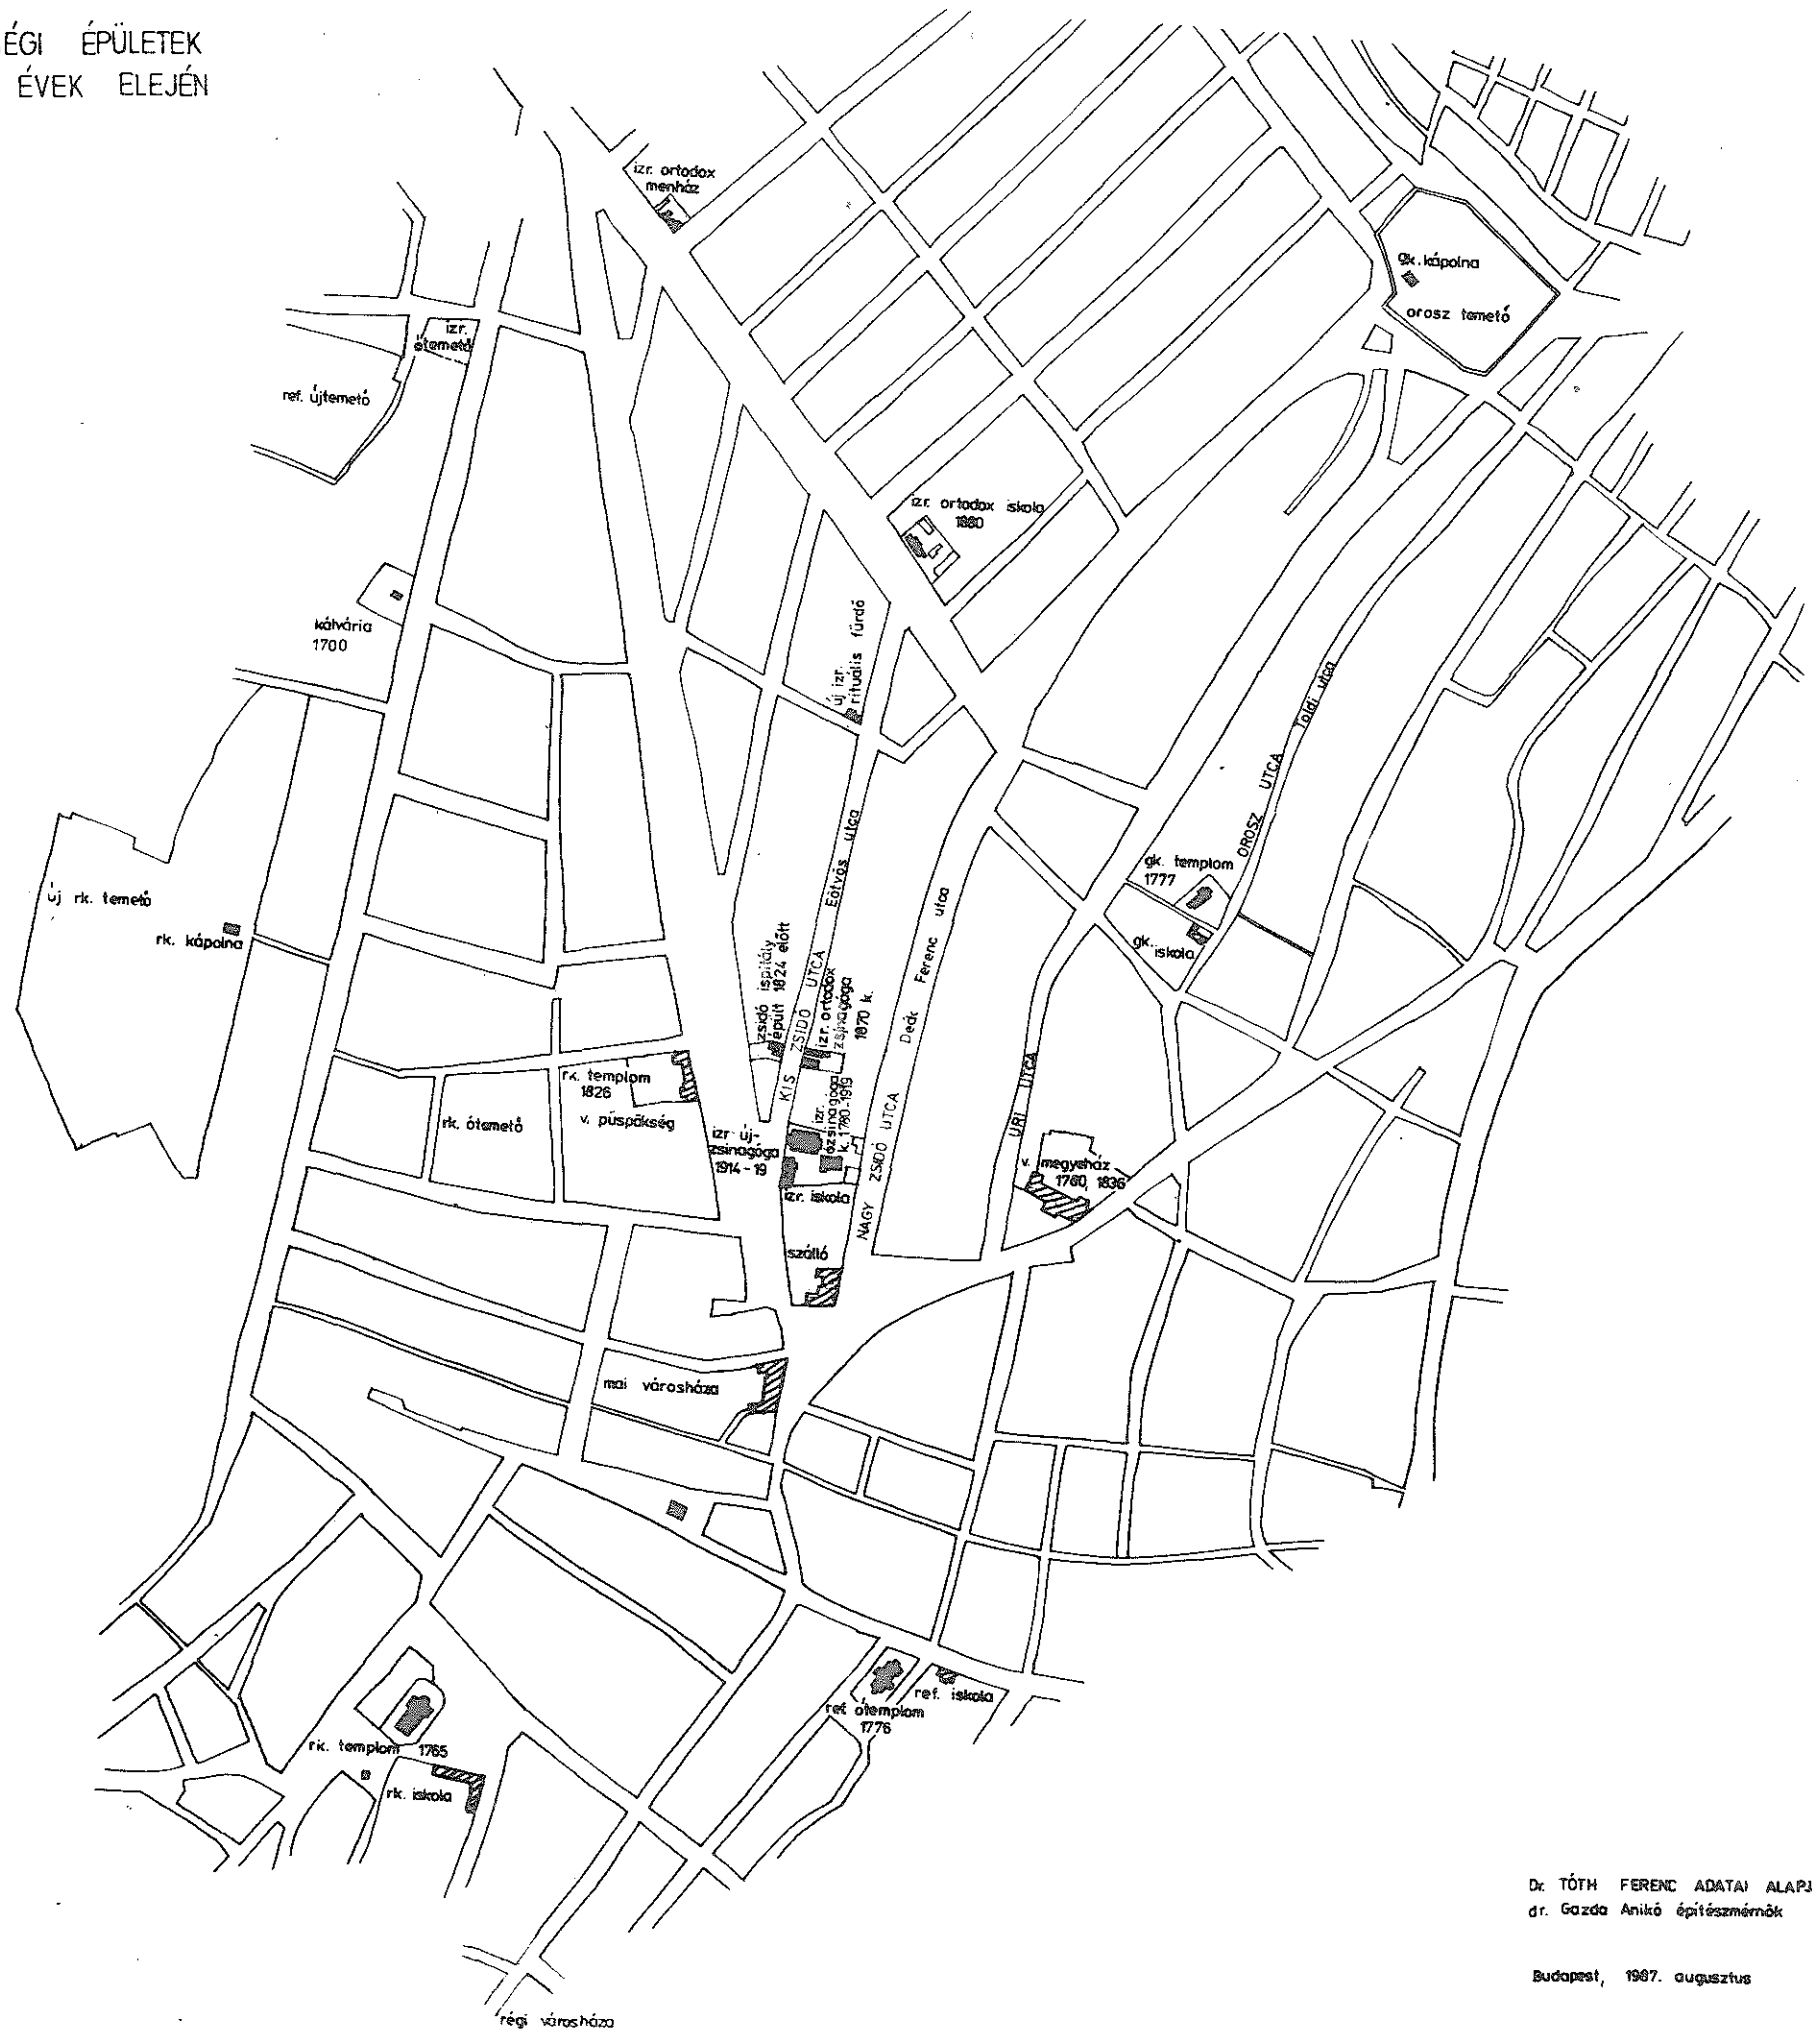 ÉGI ÉPÜLETEK
ÉVEK ELEJÉN
izr. ortodox
menház
gk. kápolna
orosz temető
izr.
ótemető
ref. újtemető
izr. ortodox iskola
1880
kálvária
1700
új izr.
rituális fürdő
Toldi utca
OROSZ UTCA
Eötvös utca
KIS ZSIDÓ UTCA
Deák Ferenc utca
NAGY ZSIDÓ UTCA
gk. templom
1777
gk.
iskola
új rk. temető
rk. kápolna
zsidó ispitály
épült 1824 előtt
izr. ortodox
zsinagóga
1870 k.
ÚRI UTCA
rk. templom
1826
v. püspökség
rk. ótemető
izr. új-
zsinagóga
1914-19
izr.
ózsinagóga
k. 1780-1919
izr. iskola
v. megyeház
1760, 1836
szálló
mai városháza
ref. ótemplom
1776
ref. iskola
rk. templom 1765
rk. iskola
Dr. TÓTH FERENC ADATAI ALAPJ
dr. Gazda Anikó építészmérnök
Budapest, 1987. augusztus
régi városháza